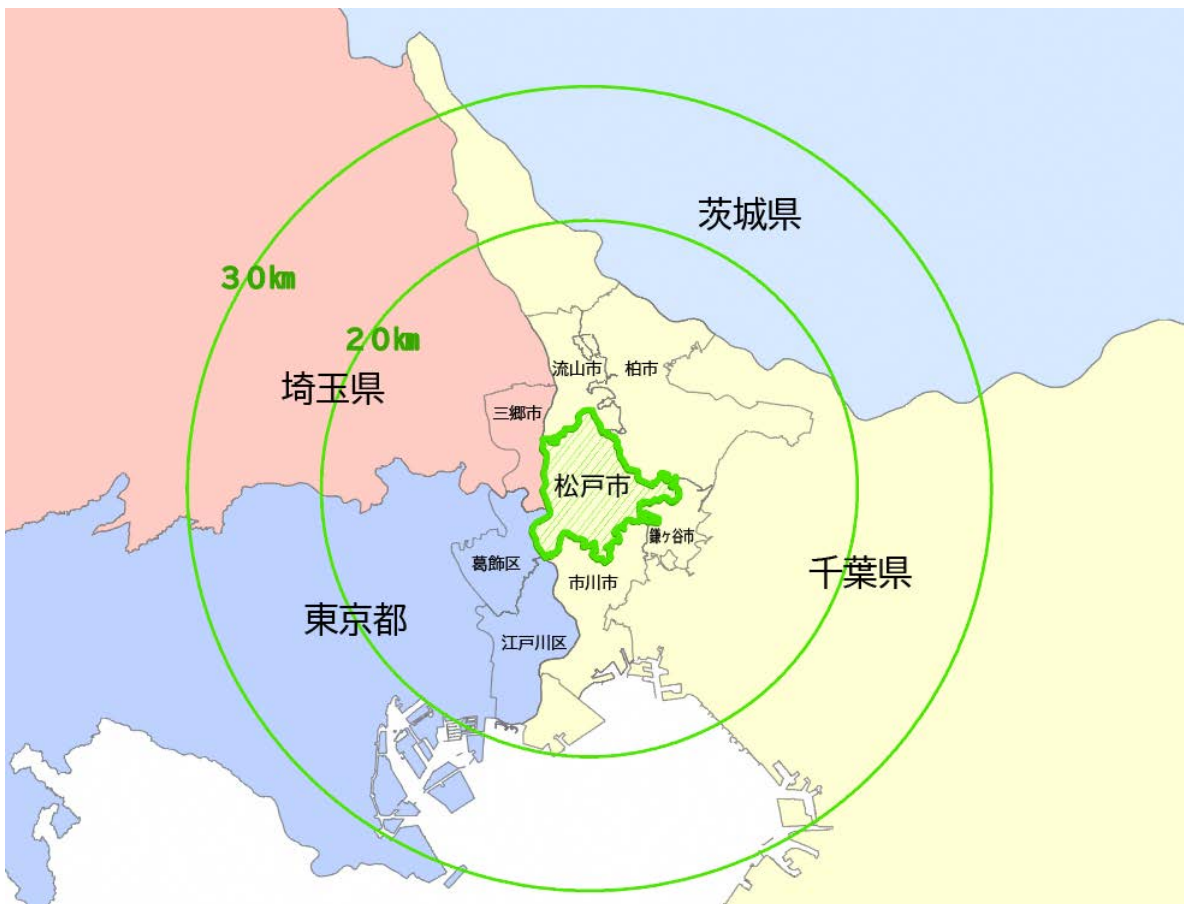 茨城県
30㎞
20㎞
流山市
柏市
埼玉県
三郷市
松戸市
鎌ヶ谷市
葛飾区
市川市
千葉県
東京都
江戸川区